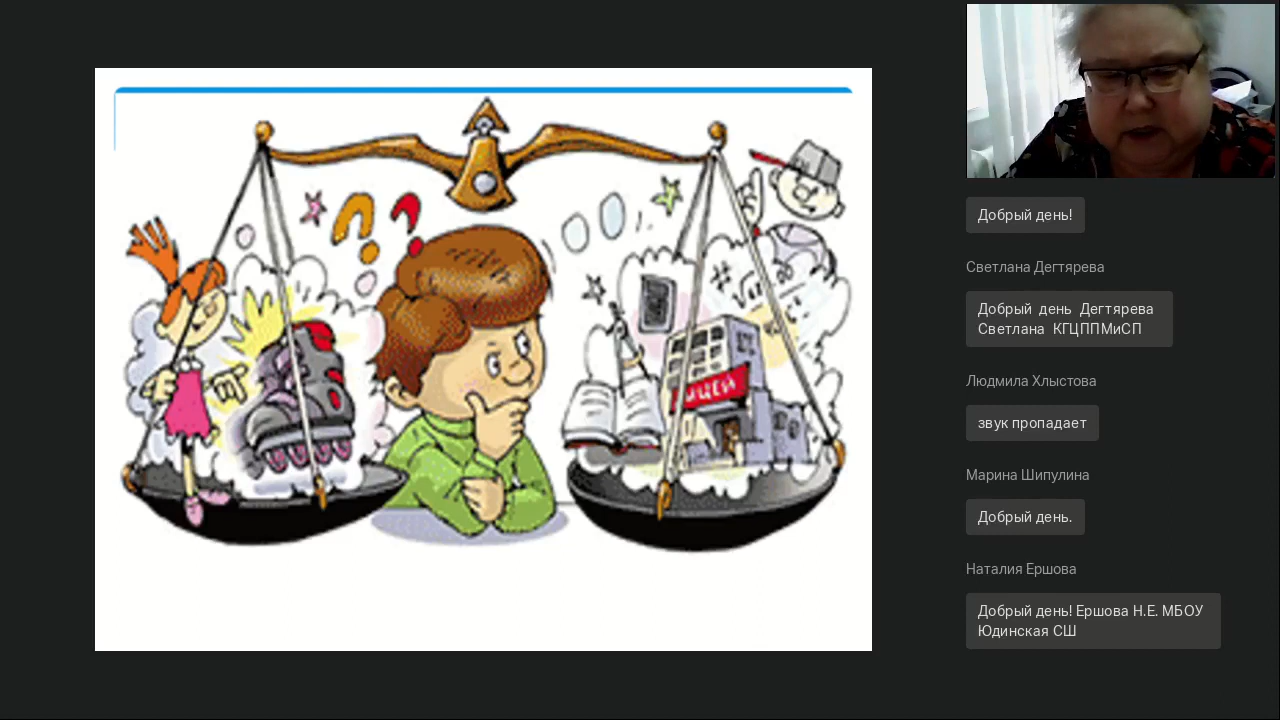 ЛИЦЕЙ
Добрый день!
Светлана Дегтярева
Добрый день Дегтярева
Светлана КГЦППМиСП
Людмила Хлыстова
звук пропадает
Марина Шипулина
Добрый день.
Наталия Ершова
Добрый день! Ершова Н.Е. МБОУ
Юдинская СШ